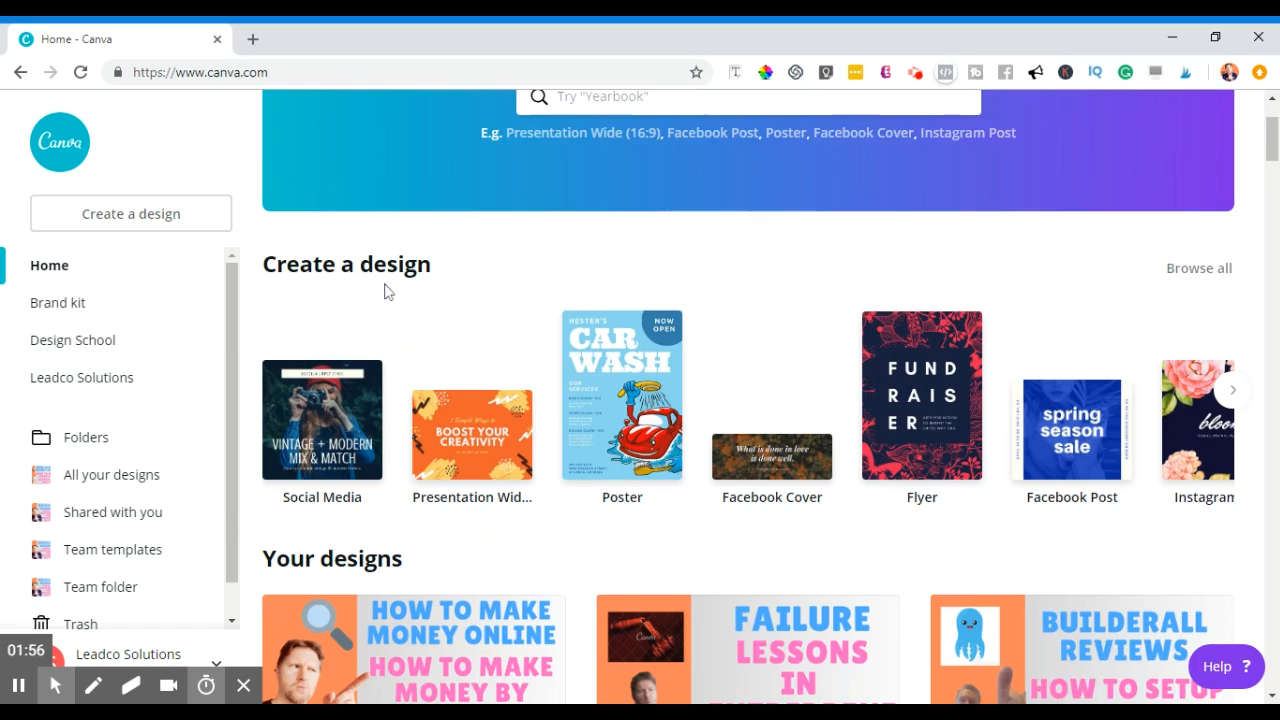 Home - Canva
https://www.canva.com
Canva
Create a design
Home
Brand kit
Design School
Leadco Solutions
Folders
All your designs
Shared with you
Team templates
Team folder
Trash
Leadco Solutions
01:56
Try "Yearbook"
E.g. Presentation Wide (16:9), Facebook Post, Poster, Facebook Cover, Instagram Post
Create a design
Browse all
VINTAGE + MODERN
MIX & MATCH
Social Media
BOOST YOUR
CREATIVITY
Presentation Wid...
HESTER'S
NOW
OPEN
CAR
WASH
OUR
SERVICES
Poster
What is done in love
is done well.
Facebook Cover
FUND
RAIS
ER
Flyer
spring
season
sale
Facebook Post
bloo
Instagram
Your designs
HOW TO MAKE
MONEY ONLINE
HOW TO MAKE
MONEY BY
Canva
FAILURE
LESSONS
IN
BUILDERALL
REVIEWS
HOW TO SETUP
Help ?